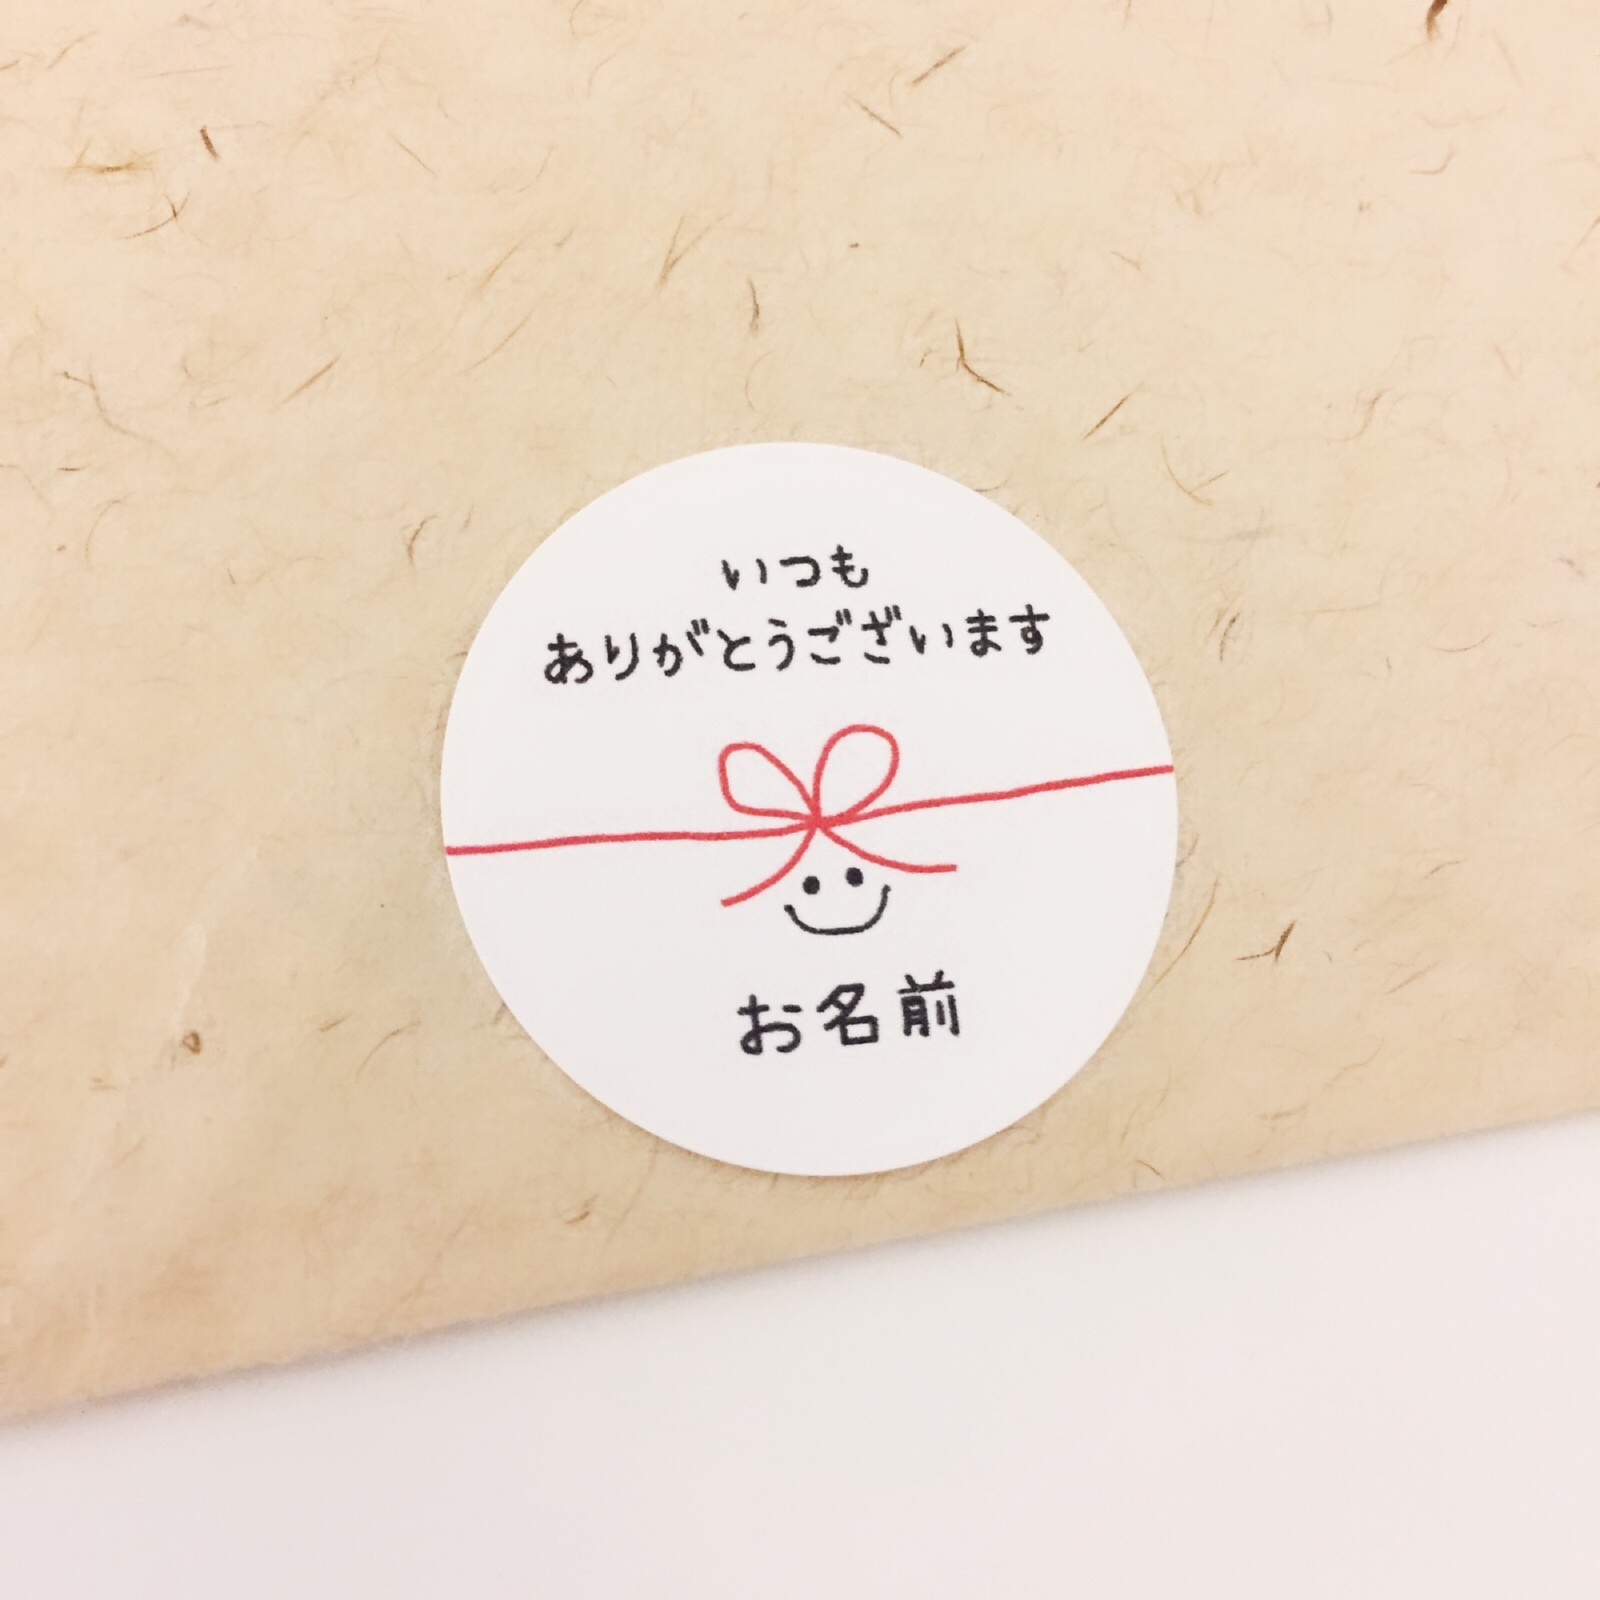 いつも
ありがとうございます
お名前